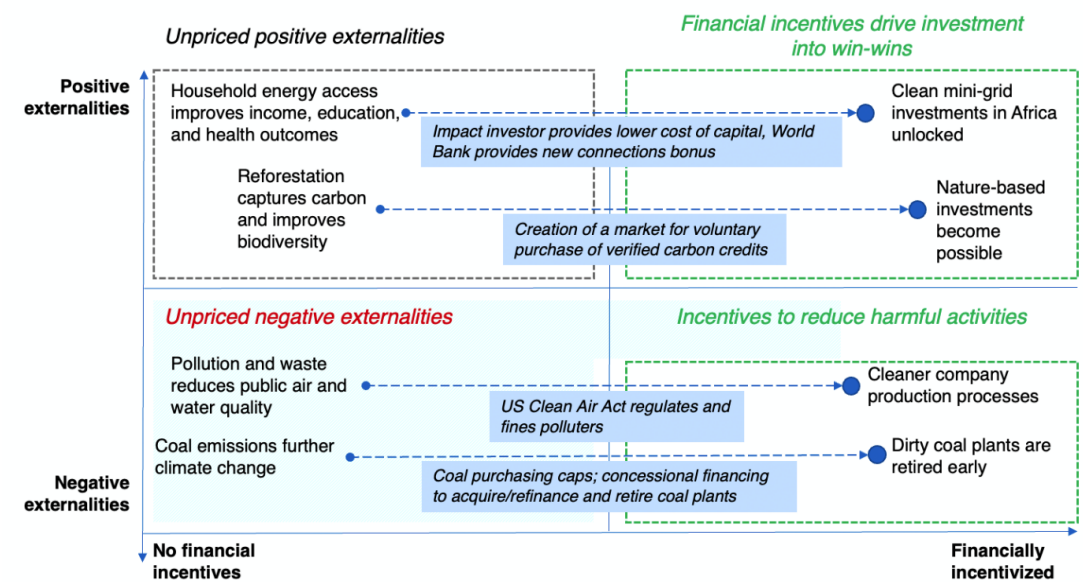 Unpriced positive externalities
Financial incentives drive investment
into win-wins
Positive
externalities
Household energy access
improves income, education,
and health outcomes
Impact investor provides lower cost of capital, World
Bank provides new connections bonus
Clean mini-grid
investments in Africa
unlocked
Reforestation
captures carbon
and improves
biodiversity
Creation of a market for voluntary
purchase of verified carbon credits
Nature-based
investments
become
possible
Unpriced negative externalities
Incentives to reduce harmful activities
Pollution and waste
reduces public air and
water quality
US Clean Air Act regulates and
fines polluters
Cleaner company
production processes
Coal emissions further
climate change
Coal purchasing caps; concessional financing
to acquire/refinance and retire coal plants
Dirty coal plants are
retired early
Negative
externalities
No financial
incentives
Financially
incentivized